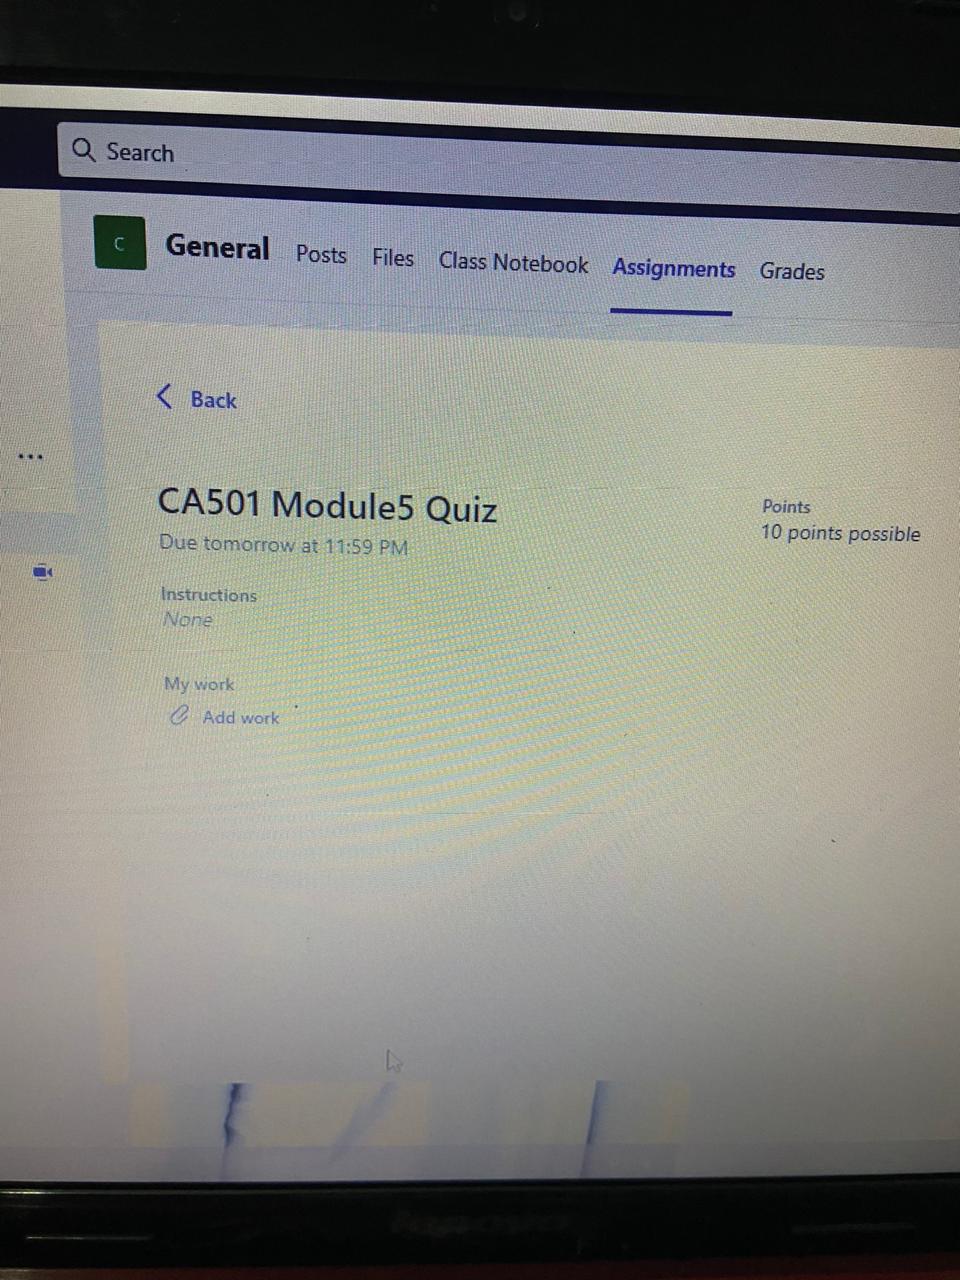 Search
C
General Posts Files Class Notebook Assignments Grades
Back
CA501 Module5 Quiz
Due tomorrow at 11:59 PM
Points
10 points possible
Instructions
None
My work
Add work